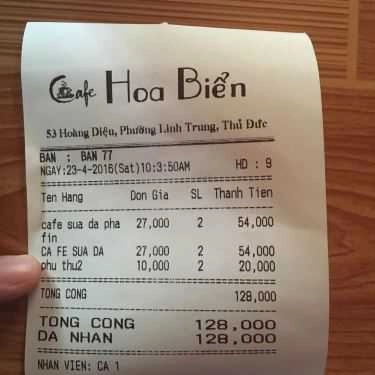 Cafe Hoa Biển
53 Hoàng Diệu, Phường Linh Trung, Thủ Đức
BAN : BAN 77
NGAY:23-4-2016(Sat)10:3:50AM HD : 9
Ten Hang Don Gia SL Thanh Tien
cafe sua da pha 27,000 2 54,000
fin
CA FE SUA DA 27,000 2 54,000
phu thu2 10,000 2 20,000
TONG CONG 128,000
TONG CONG 128,000
DA NHAN 128,000
NHAN VIEN: CA 1